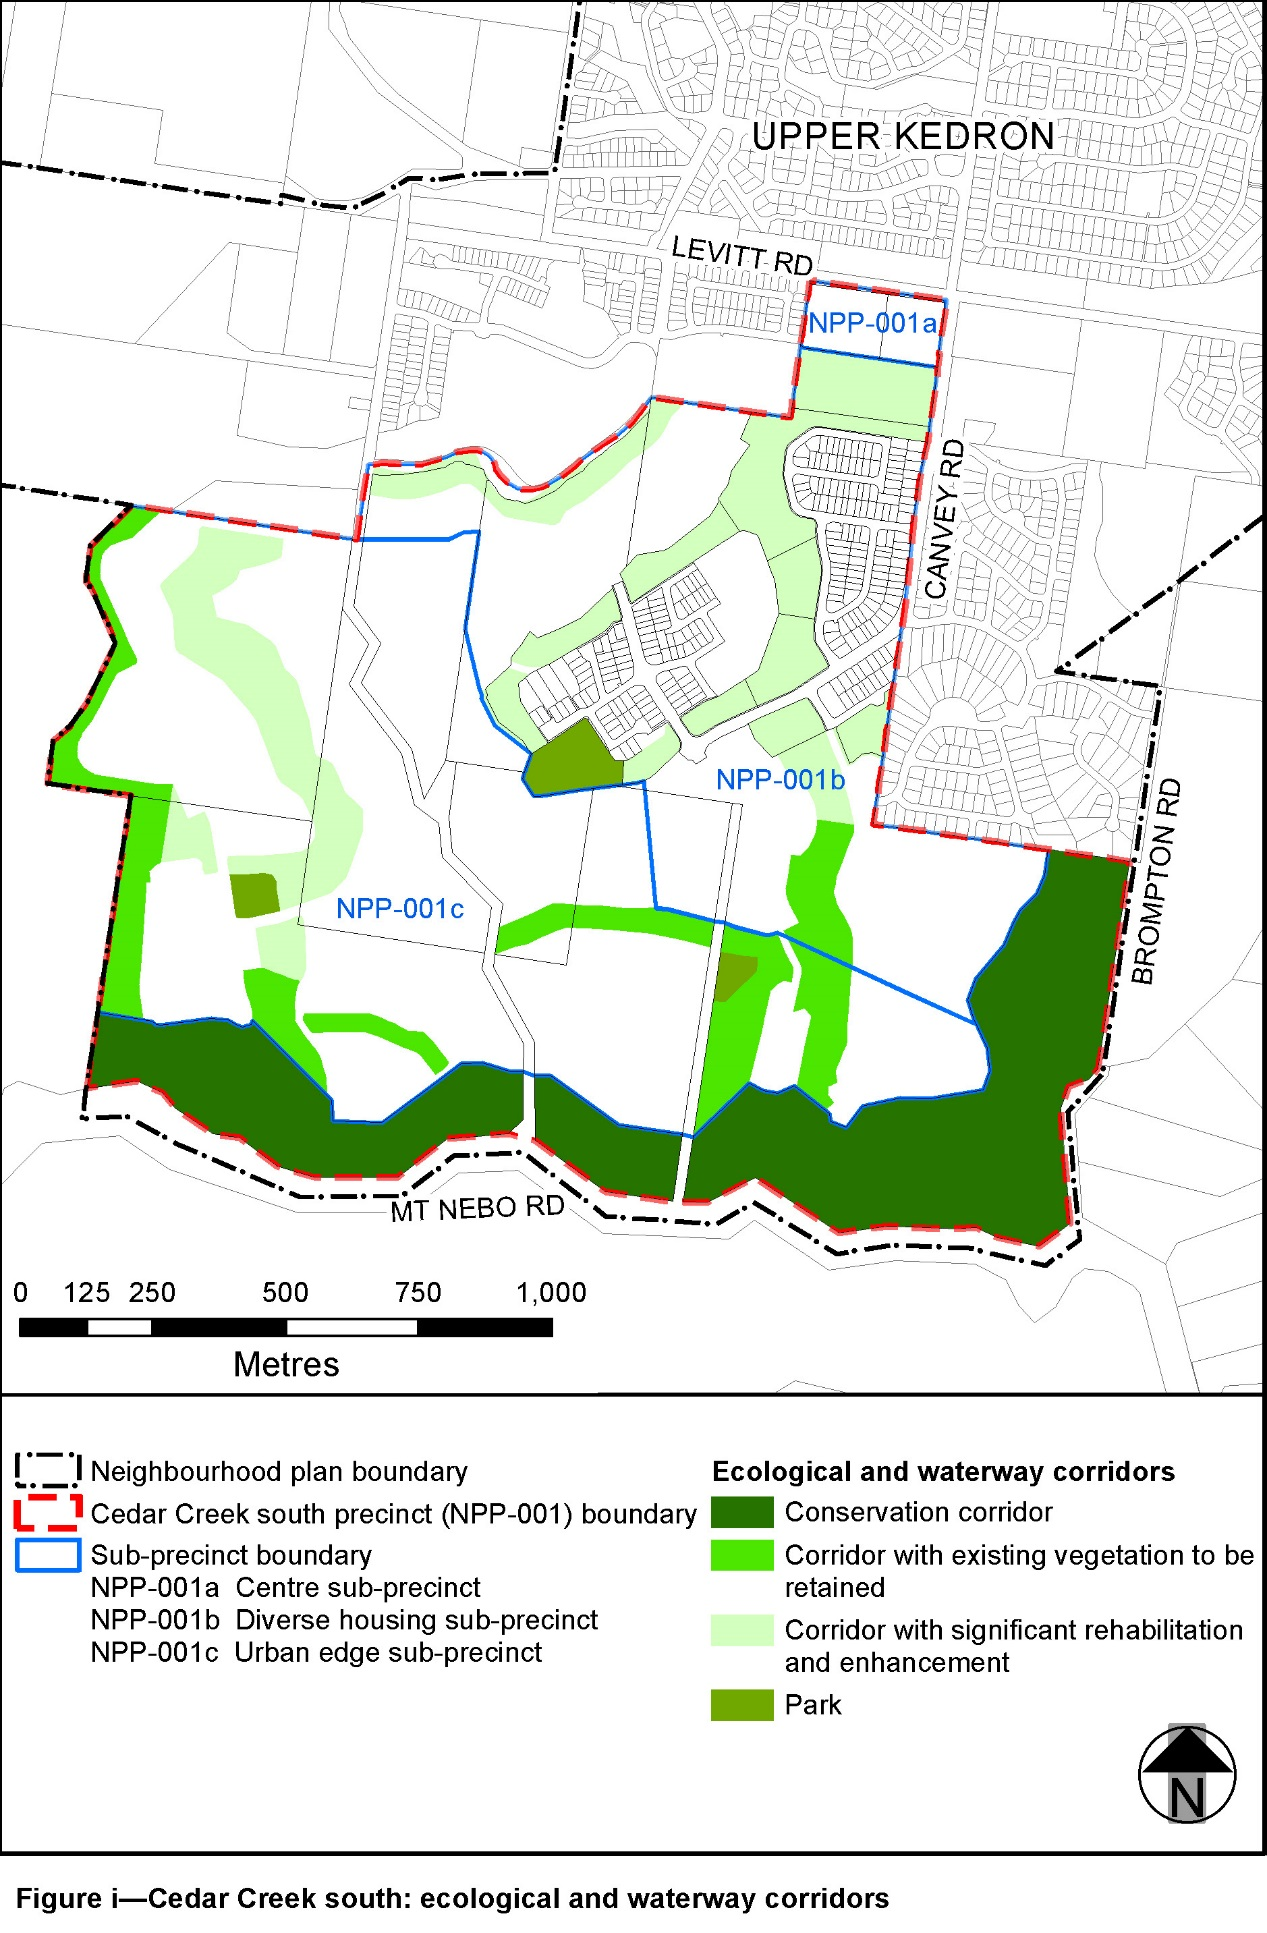 UPPER KEDRON
LEVITT RD
NPP-001a
CANVEY RD
NPP-001b
BROMPTON RD
NPP-001c
MT NEBO RD
0 125 250 500 750 1,000
Metres
Neighbourhood plan boundary
Cedar Creek south precinct (NPP-001) boundary
Sub-precinct boundary
NPP-001a Centre sub-precinct
NPP-001b Diverse housing sub-precinct
NPP-001c Urban edge sub-precinct
Ecological and waterway corridors
Conservation corridor
Corridor with existing vegetation to be
retained
Corridor with significant rehabilitation
and enhancement
Park
N
Figure i—Cedar Creek south: ecological and waterway corridors